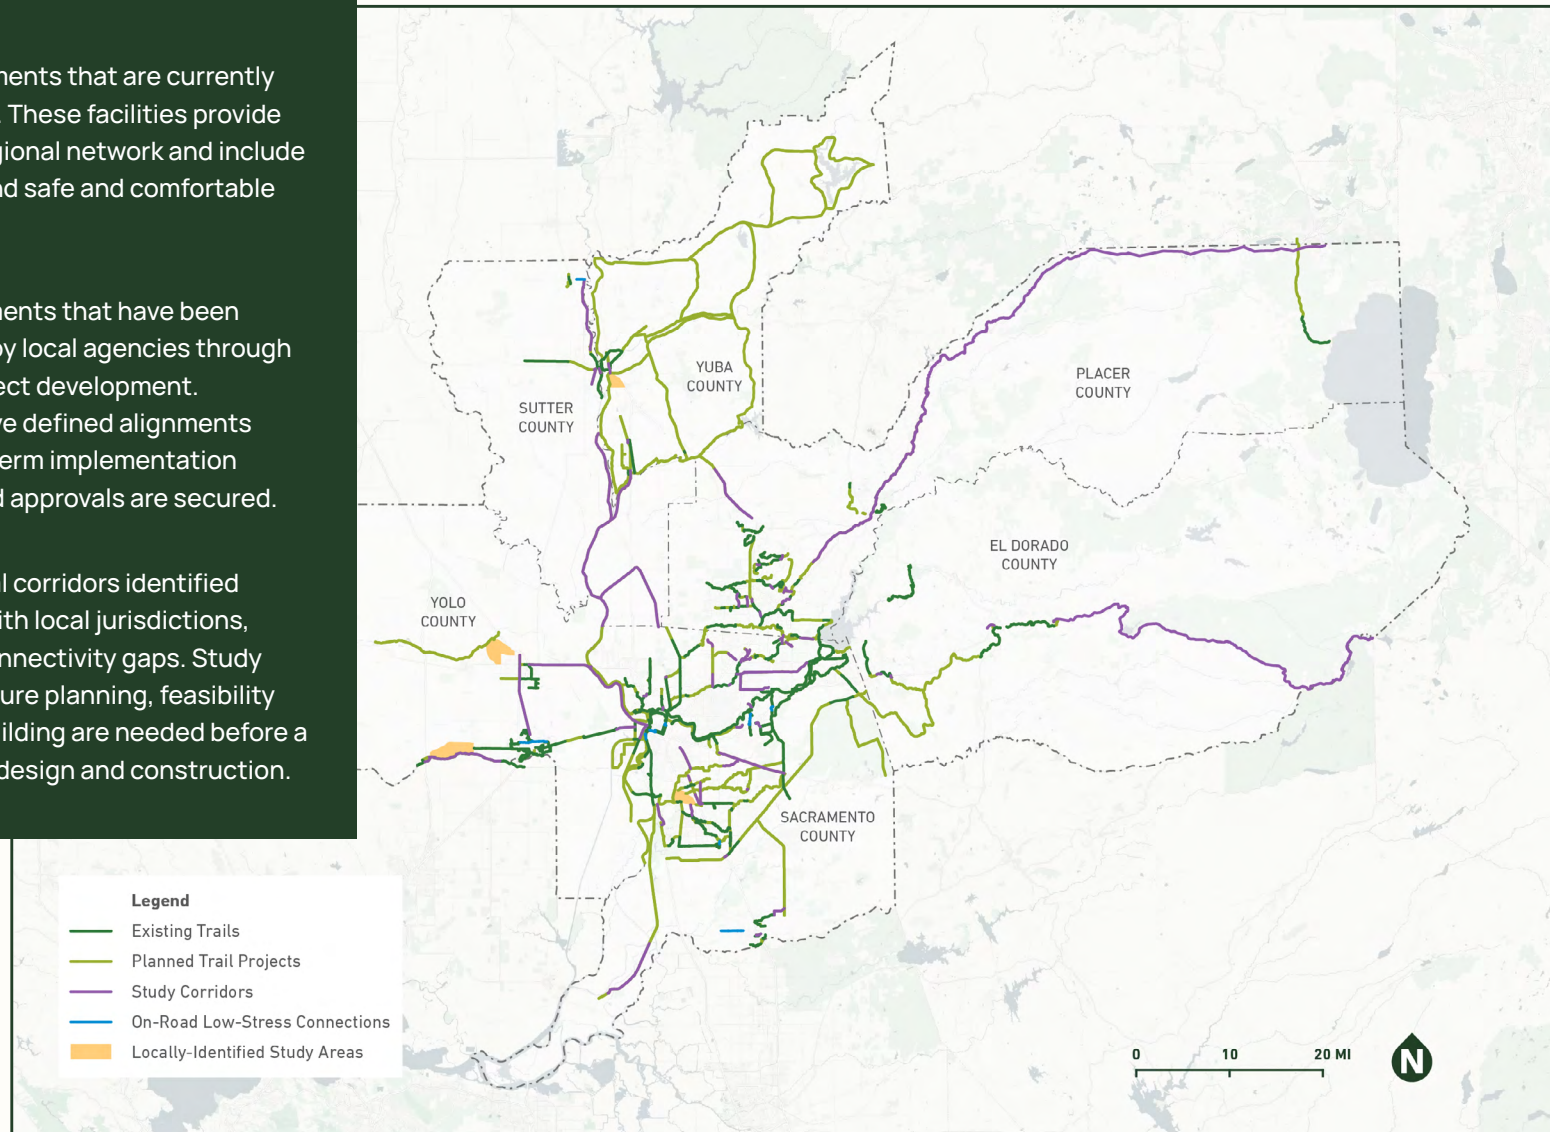 ments that are currently
. These facilities provide
gional network and include
nd safe and comfortable
ments that have been
by local agencies through
ect development.
ve defined alignments
term implementation
d approvals are secured.
al corridors identified
ith local jurisdictions,
nnectivity gaps. Study
ure planning, feasibility
ilding are needed before a
design and construction.
YUBA
COUNTY
PLACER
COUNTY
SUTTER
COUNTY
EL DORADO
COUNTY
YOLO
COUNTY
SACRAMENTO
COUNTY
Legend
Existing Trails
Planned Trail Projects
Study Corridors
On-Road Low-Stress Connections
Locally-Identified Study Areas
0 10 20 MI
N